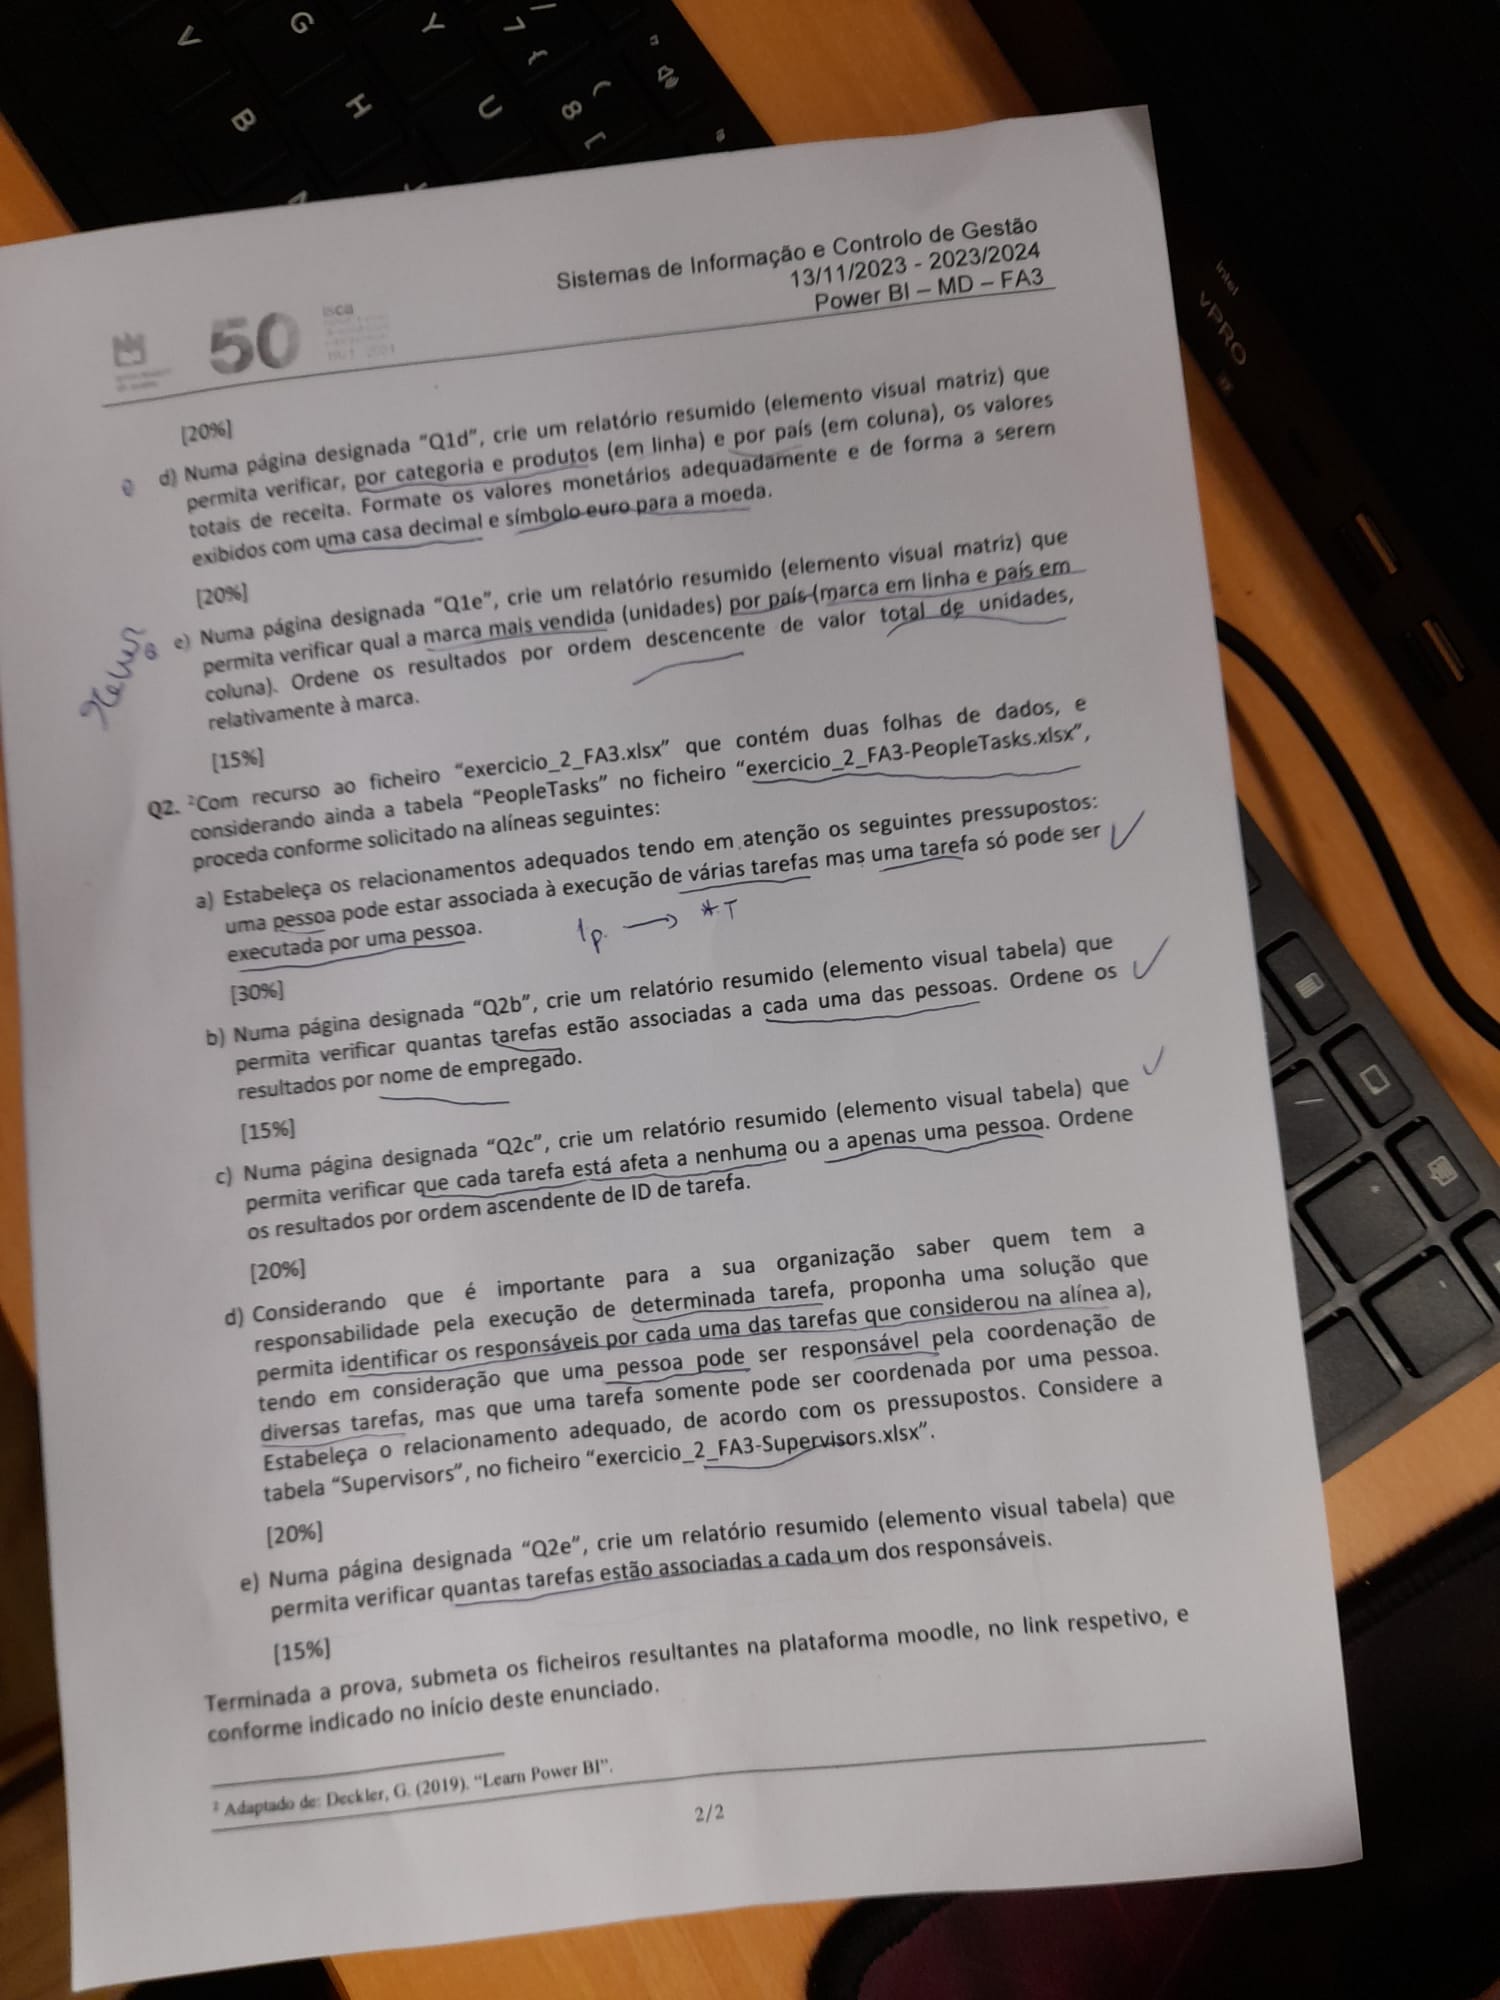 Sistemas de Informação e Controlo de Gestão
13/11/2023 - 2023/2024
Power BI – MD – FA3
50
isca
[20%]
d) Numa página designada “Q1d”, crie um relatório resumido (elemento visual matriz) que
permita verificar, por categoria e produtos (em linha) e por país (em coluna), os valores
totais de receita. Formate os valores monetários adequadamente e de forma a serem
exibidos com uma casa decimal e símbolo euro para a moeda.
[20%]
e) Numa página designada “Q1e”, crie um relatório resumido (elemento visual matriz) que
permita verificar qual a marca mais vendida (unidades) por país (marca em linha e país em
coluna). Ordene os resultados por ordem descencente de valor total de unidades,
relativamente à marca.
[15%]
Q2. ²Com recurso ao ficheiro “exercicio_2_FA3.xlsx” que contém duas folhas de dados, e
considerando ainda a tabela “PeopleTasks” no ficheiro “exercicio_2_FA3-PeopleTasks.xlsx”,
proceda conforme solicitado na alíneas seguintes:
a) Estabeleça os relacionamentos adequados tendo em atenção os seguintes pressupostos:
uma pessoa pode estar associada à execução de várias tarefas mas uma tarefa só pode ser
executada por uma pessoa.
1p. → *T
[30%]
b) Numa página designada “Q2b”, crie um relatório resumido (elemento visual tabela) que
permita verificar quantas tarefas estão associadas a cada uma das pessoas. Ordene os
resultados por nome de empregado.
[15%]
c) Numa página designada “Q2c”, crie um relatório resumido (elemento visual tabela) que
permita verificar que cada tarefa está afeta a nenhuma ou a apenas uma pessoa. Ordene
os resultados por ordem ascendente de ID de tarefa.
[20%]
d) Considerando que é importante para a sua organização saber quem tem a
responsabilidade pela execução de determinada tarefa, proponha uma solução que
permita identificar os responsáveis por cada uma das tarefas que considerou na alínea a),
tendo em consideração que uma pessoa pode ser responsável pela coordenação de
diversas tarefas, mas que uma tarefa somente pode ser coordenada por uma pessoa.
Estabeleça o relacionamento adequado, de acordo com os pressupostos. Considere a
tabela “Supervisors”, no ficheiro “exercicio_2_FA3-Supervisors.xlsx”.
[20%]
e) Numa página designada “Q2e”, crie um relatório resumido (elemento visual tabela) que
permita verificar quantas tarefas estão associadas a cada um dos responsáveis.
[15%]
Terminada a prova, submeta os ficheiros resultantes na plataforma moodle, no link respetivo, e
conforme indicado no início deste enunciado.
² Adaptado de: Deckler, G. (2019). “Learn Power BI”.
2/2
intel
VPRO
V
G
Y
7
B
H
U
8